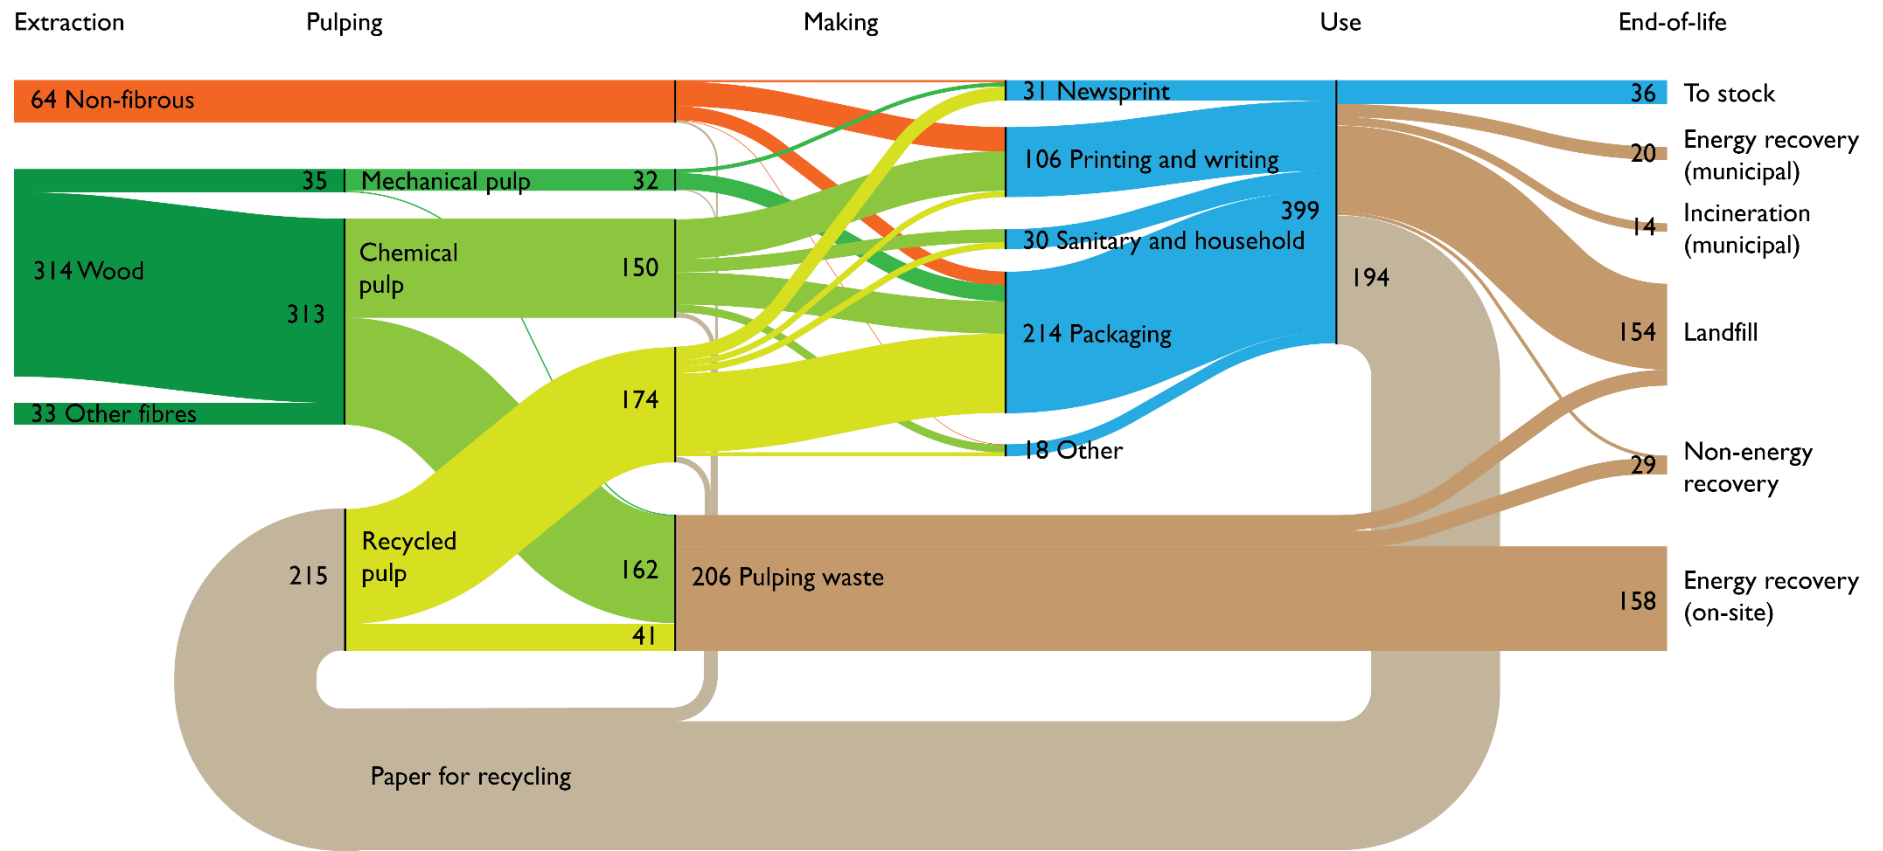 Extraction
Pulping
Making
Use
End-of-life
64 Non-fibrous
31 Newsprint
36
To stock
106 Printing and writing
20
Energy recovery
(municipal)
35
Mechanical pulp
32
314 Wood
313
Chemical
pulp
150
399
14
Incineration
(municipal)
30 Sanitary and household
194
214 Packaging
154
Landfill
33 Other fibres
174
18 Other
29
Non-energy
recovery
215
Recycled
pulp
162
41
206 Pulping waste
158
Energy recovery
(on-site)
Paper for recycling